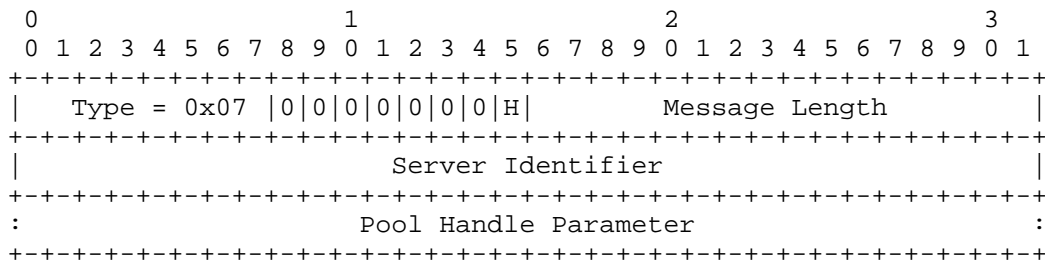 0                   1                   2                   3
 0 1 2 3 4 5 6 7 8 9 0 1 2 3 4 5 6 7 8 9 0 1 2 3 4 5 6 7 8 9 0 1
+-+-+-+-+-+-+-+-+-+-+-+-+-+-+-+-+-+-+-+-+-+-+-+-+-+-+-+-+-+-+-+-+
|   Type = 0x07 |0|0|0|0|0|0|0|H|        Message Length         |
+-+-+-+-+-+-+-+-+-+-+-+-+-+-+-+-+-+-+-+-+-+-+-+-+-+-+-+-+-+-+-+-+
|                       Server Identifier                       |
+-+-+-+-+-+-+-+-+-+-+-+-+-+-+-+-+-+-+-+-+-+-+-+-+-+-+-+-+-+-+-+-+
:                     Pool Handle Parameter                     :
+-+-+-+-+-+-+-+-+-+-+-+-+-+-+-+-+-+-+-+-+-+-+-+-+-+-+-+-+-+-+-+-+